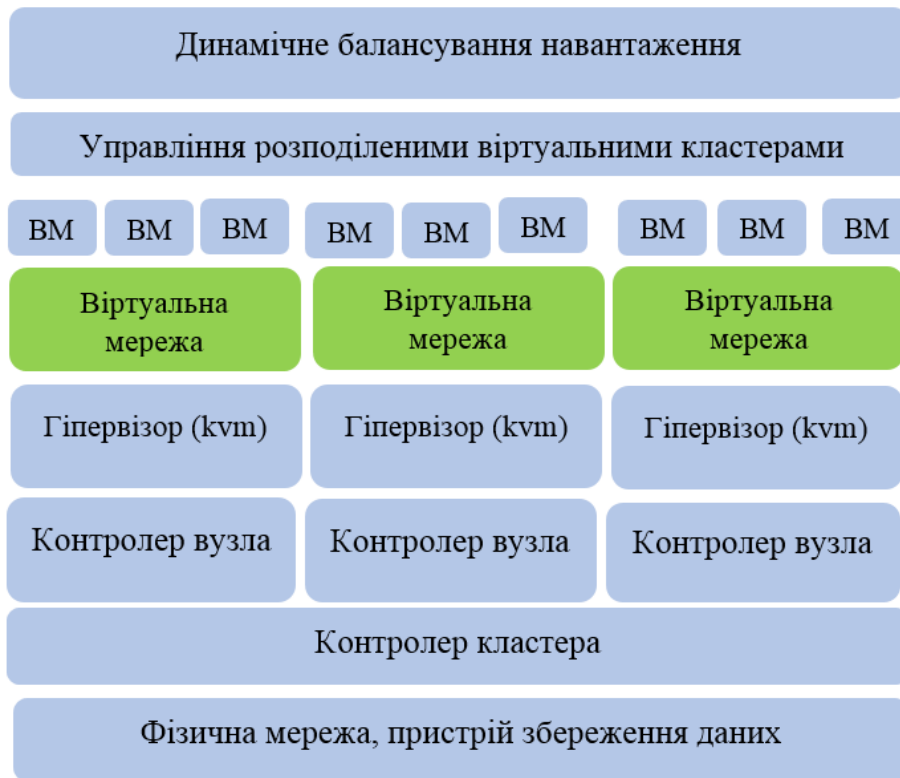 Динамічне балансування навантаження
Управління розподіленими віртуальними кластерами
ВМ ВМ ВМ ВМ ВМ ВМ ВМ ВМ ВМ
Віртуальна мережа
Віртуальна мережа
Віртуальна мережа
Гіпервізор (kvm) Гіпервізор (kvm) Гіпервізор (kvm)
Контролер вузла Контролер вузла Контролер вузла
Контролер кластера
Фізична мережа, пристрій збереження даних